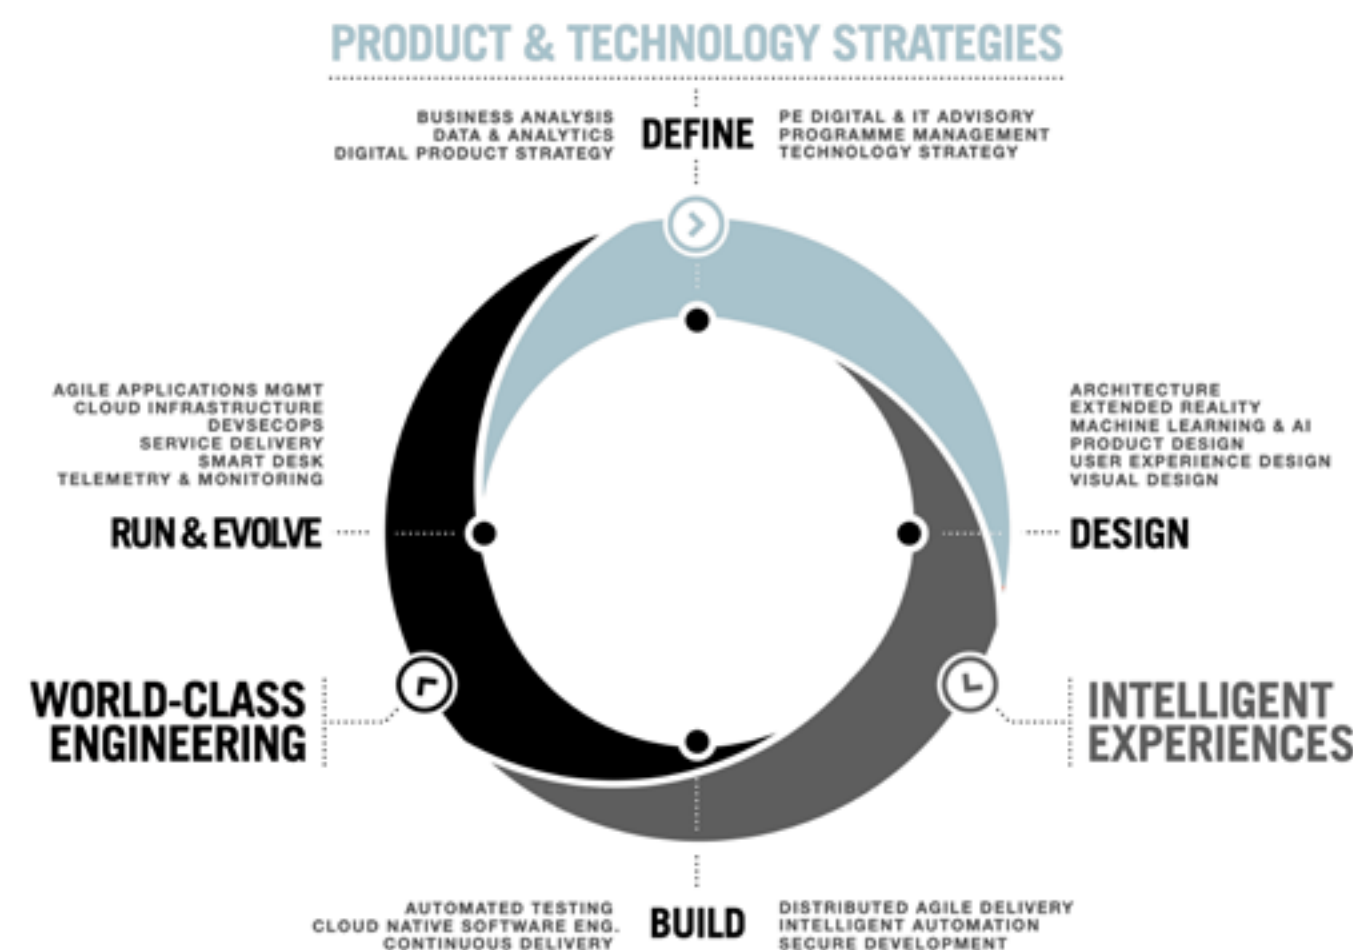 PRODUCT & TECHNOLOGY STRATEGIES
BUSINESS ANALYSIS
DATA & ANALYTICS
DIGITAL PRODUCT STRATEGY
DEFINE
PE DIGITAL & IT ADVISORY
PROGRAMME MANAGEMENT
TECHNOLOGY STRATEGY
AGILE APPLICATIONS MGMT
CLOUD INFRASTRUCTURE
DEVSECOPS
SERVICE DELIVERY
SMART DESK
TELEMETRY & MONITORING
RUN & EVOLVE
ARCHITECTURE
EXTENDED REALITY
MACHINE LEARNING & AI
PRODUCT DESIGN
USER EXPERIENCE DESIGN
VISUAL DESIGN
DESIGN
WORLD-CLASS
ENGINEERING
INTELLIGENT
EXPERIENCES
AUTOMATED TESTING
CLOUD NATIVE SOFTWARE ENG.
CONTINUOUS DELIVERY
BUILD
DISTRIBUTED AGILE DELIVERY
INTELLIGENT AUTOMATION
SECURE DEVELOPMENT